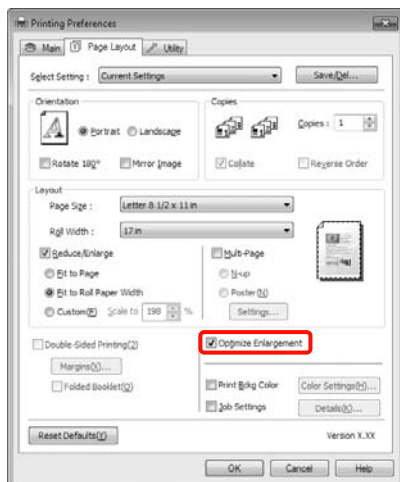 Printing Preferences
Main Page Layout Utility
Select Setting : Current Settings Save/Del...
Orientation Copies
Portrait Landscape Copies : 1
Rotate 180° Mirror Image Collate Reverse Order
Layout
Page Size : Letter 8 1/2 x 11 in
Roll Width : 17 in
Reduce/Enlarge Multi-Page
Fit to Page N-up
Fit to Roll Paper Width Poster(N)
Custom(F) Scale to 198 % Settings...
Double-Sided Printing(2) Optimize Enlargement
Margins(X)...
Folded Booklet(Q) Print Bckg Color Color Settings(H)...
Job Settings Details(K)...
Reset Defaults(Y) Version X.XX
OK Cancel Help